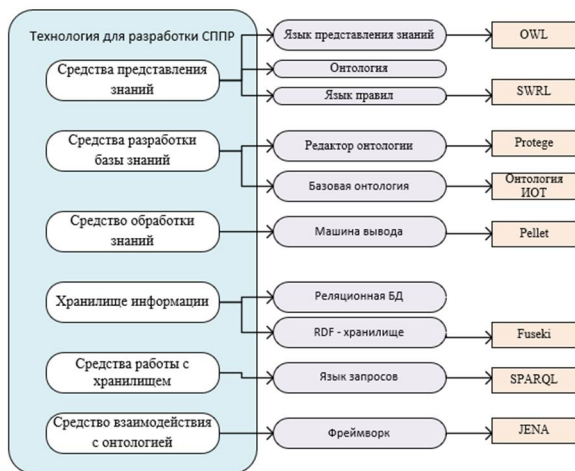 Технология для разработки СППР
Язык представления знаний
OWL
Средства представления
знаний
Онтология
Язык правил
SWRL
Средства разработки
базы знаний
Редактор онтологии
Protege
Базовая онтология
Онтология
ИОТ
Средство обработки
знаний
Машина вывода
Pellet
Хранилище информации
Реляционная БД
RDF - хранилище
Fuseki
Средства работы с
хранилищем
Язык запросов
SPARQL
Средство взаимодействия
с онтологией
Фреймворк
JENA